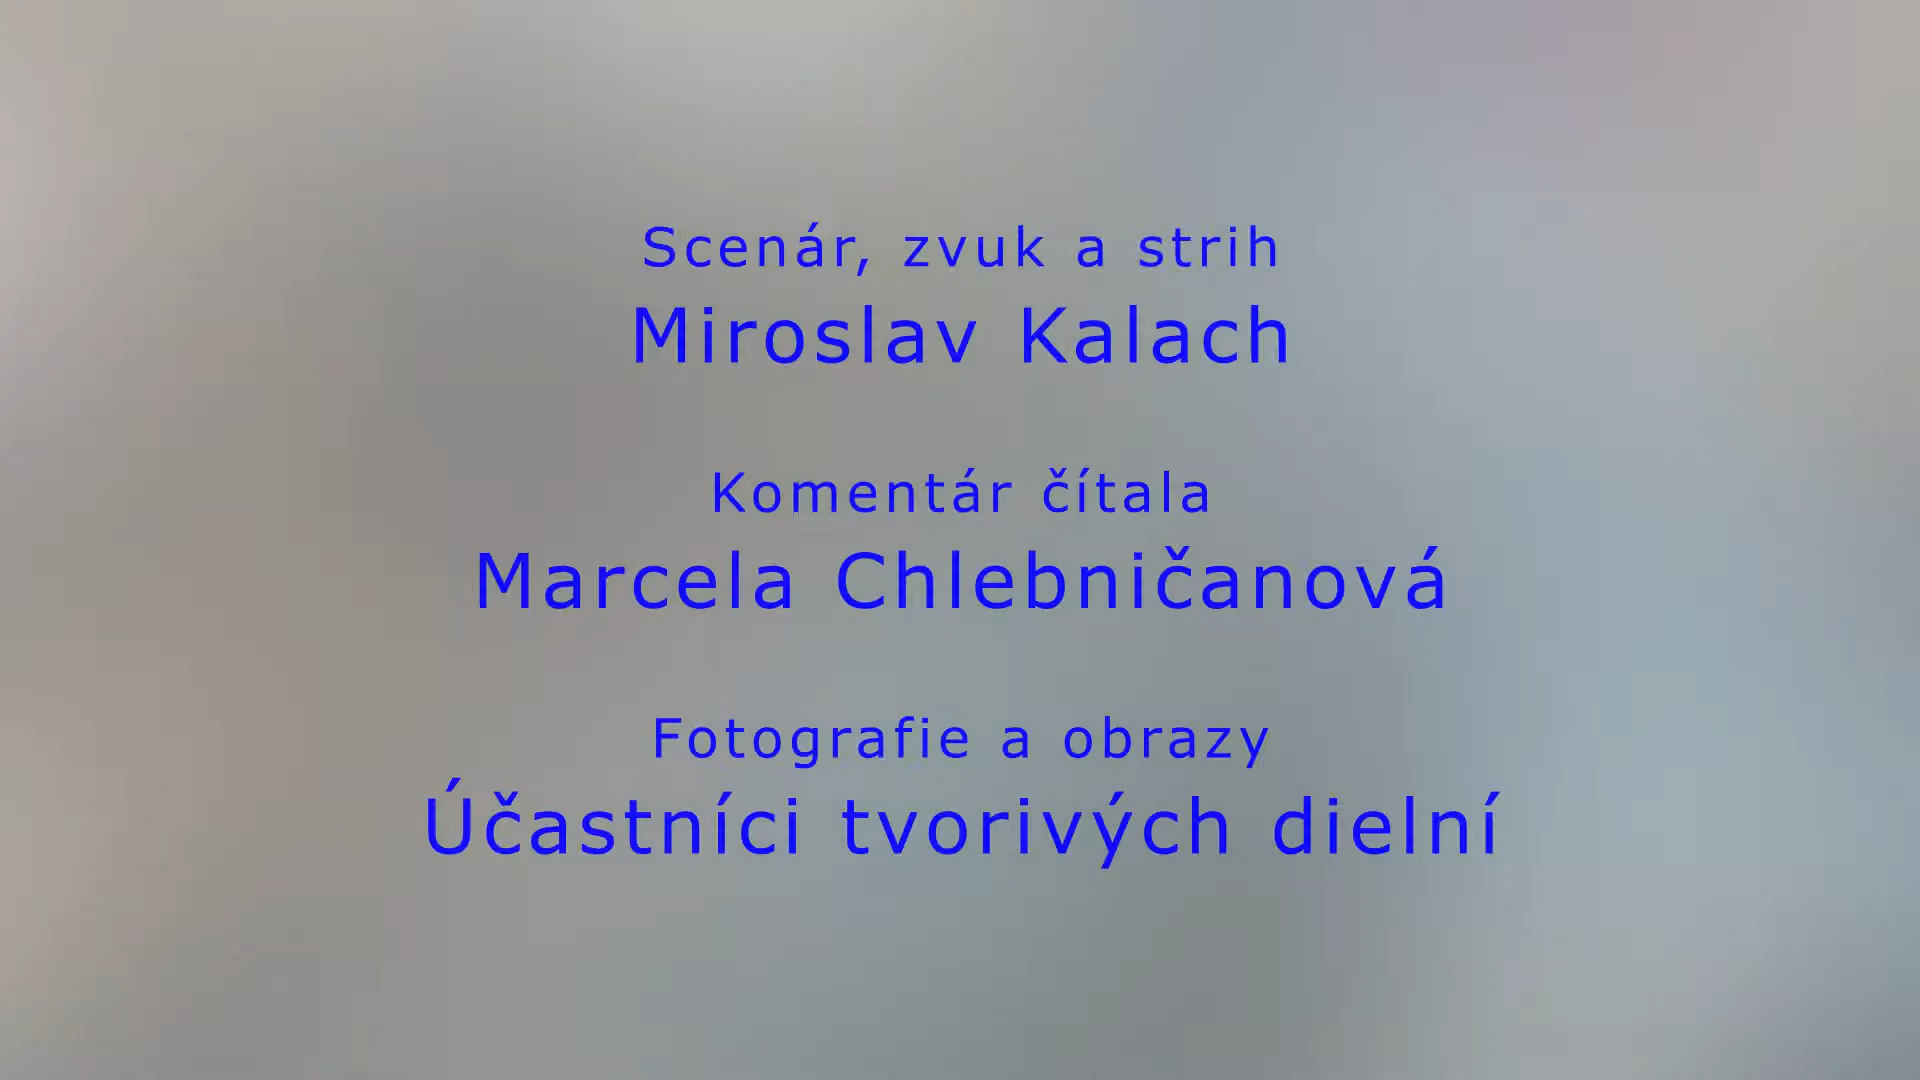 Scenár, zvuk a strih
Miroslav Kalach
Komentár čítala
Marcela Chlebničanová
Fotografie a obrazy
Účastníci tvorivých dielní